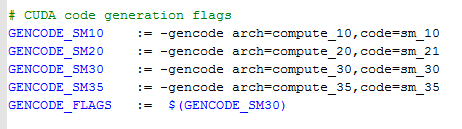 # CUDA code generation flags
GENCODE_SM10    := -gencode arch=compute_10,code=sm_10
GENCODE_SM20    := -gencode arch=compute_20,code=sm_21
GENCODE_SM30    := -gencode arch=compute_30,code=sm_30
GENCODE_SM35    := -gencode arch=compute_35,code=sm_35
GENCODE_FLAGS   :=  $(GENCODE_SM30)